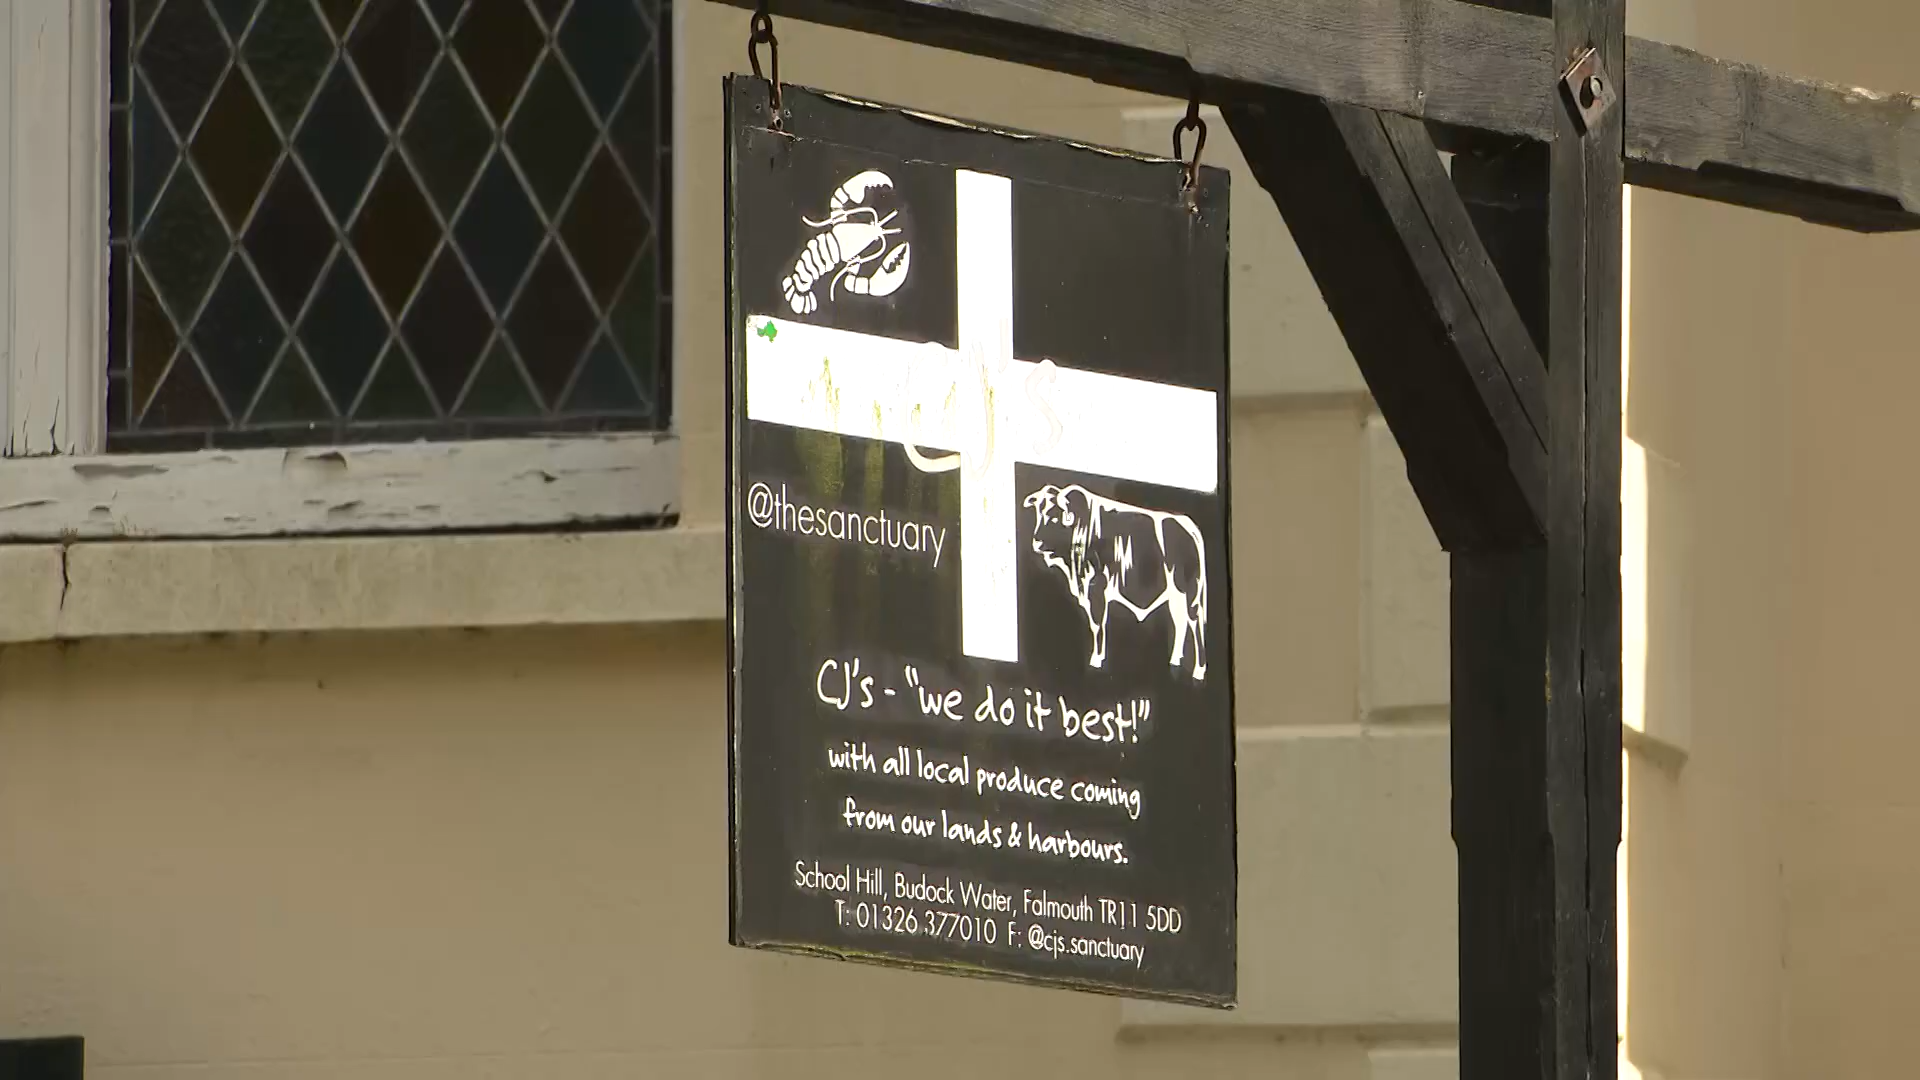 CJ's
@thesanctuary
CJ's - "we do it best!"
with all local produce coming
from our lands & harbours.
School Hill, Budock Water, Falmouth TR11 5DD
T: 01326 377010 F: @cjs.sanctuary